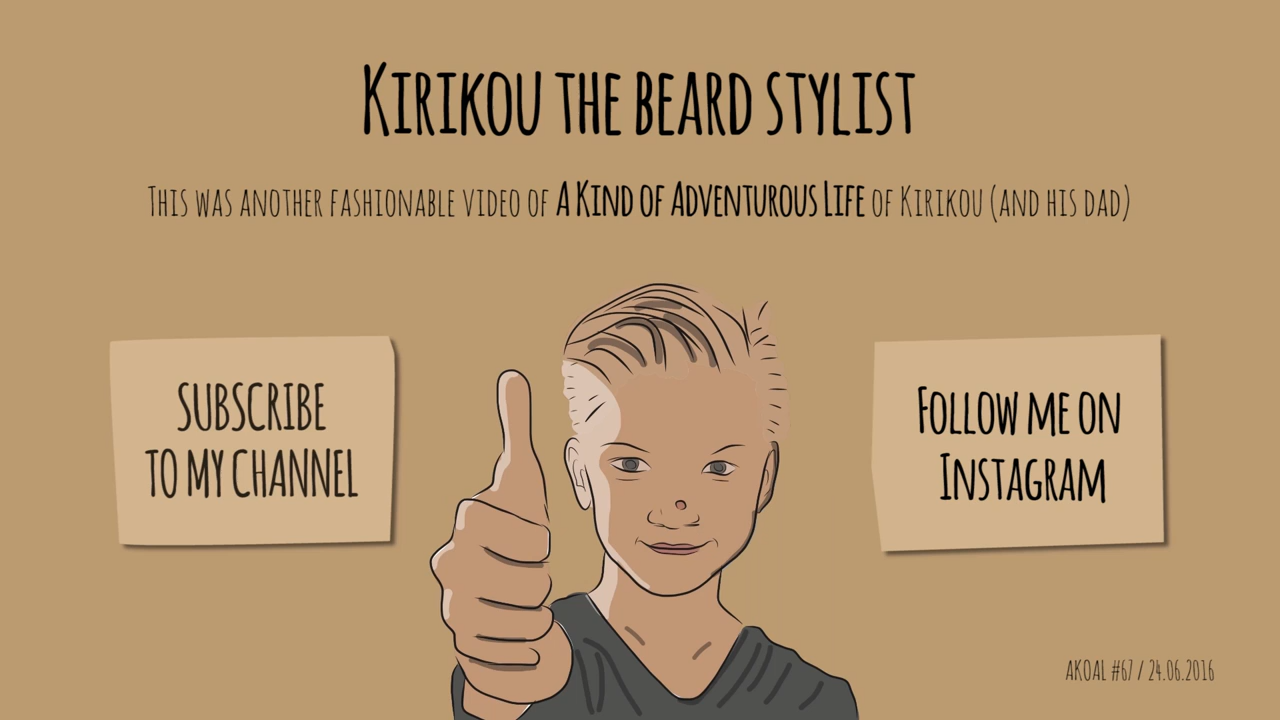 Kirikou the beard stylist
This was another fashionable video of A Kind of Adventurous Life of Kirikou (and his dad)
SUBSCRIBE
TO MY CHANNEL
Follow me on
Instagram
AKOAL #67 / 24.06.2016